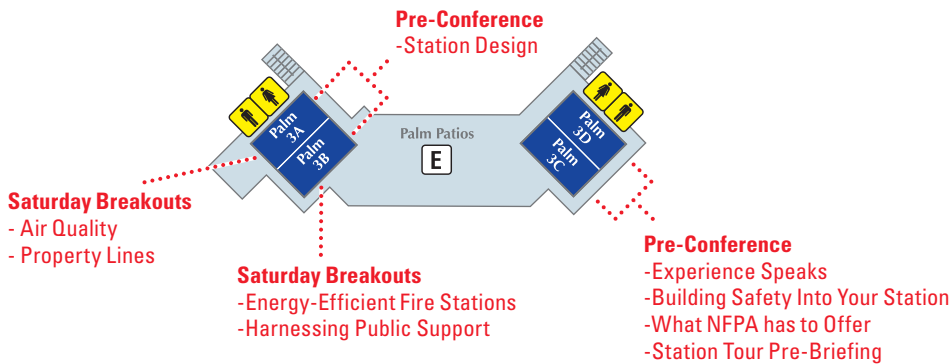 Pre-Conference
-Station Design
Palm
3A
Palm
3B
Palm Patios
E
Palm
3D
Palm
3C
Saturday Breakouts
- Air Quality
- Property Lines
Saturday Breakouts
-Energy-Efficient Fire Stations
-Harnessing Public Support
Pre-Conference
-Experience Speaks
-Building Safety Into Your Station
-What NFPA has to Offer
-Station Tour Pre-Briefing